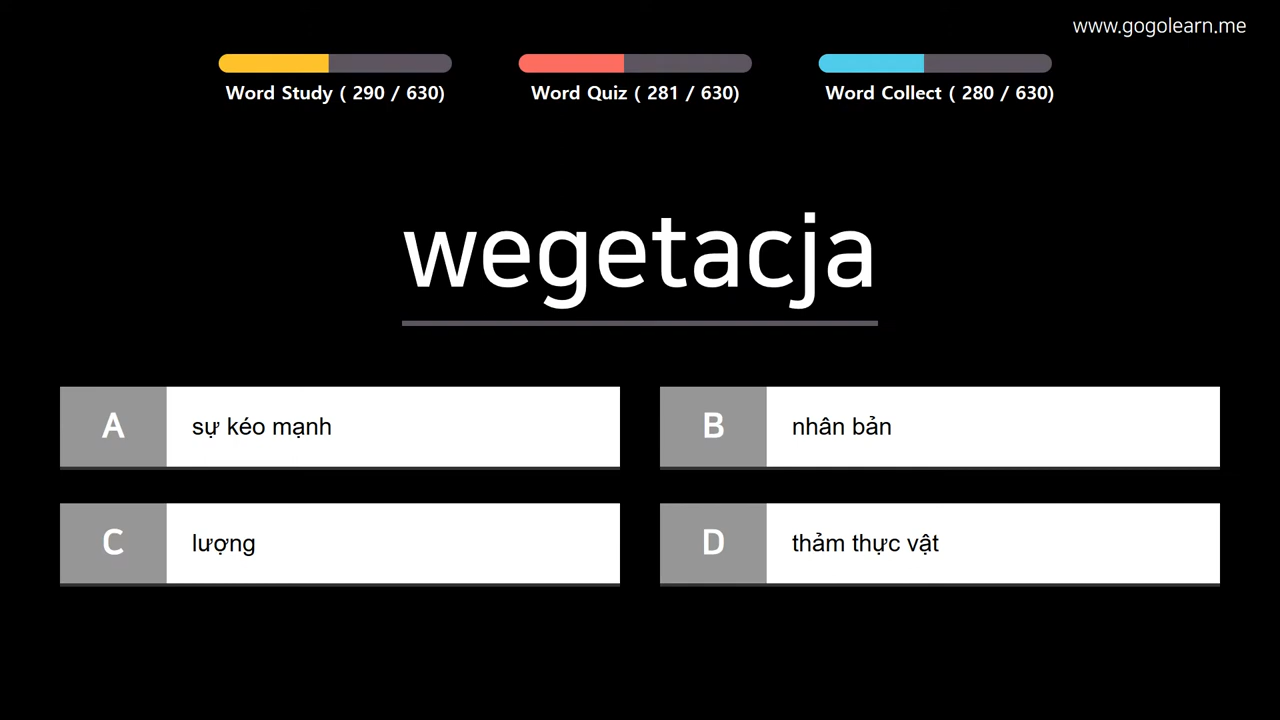 www.gogolearn.me
Word Study ( 290 / 630)
Word Quiz ( 281 / 630)
Word Collect ( 280 / 630)
wegetacja
A sự kéo mạnh
B nhân bản
C lượng
D thảm thực vật